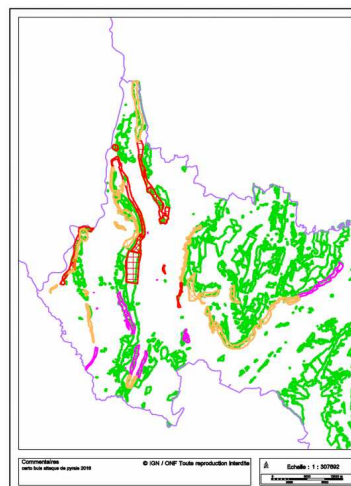 Commentaires
carto buis attaque de pyrale 2016
© IGN / ONF Toute reproduction interdite
Echelle : 1 : 307692